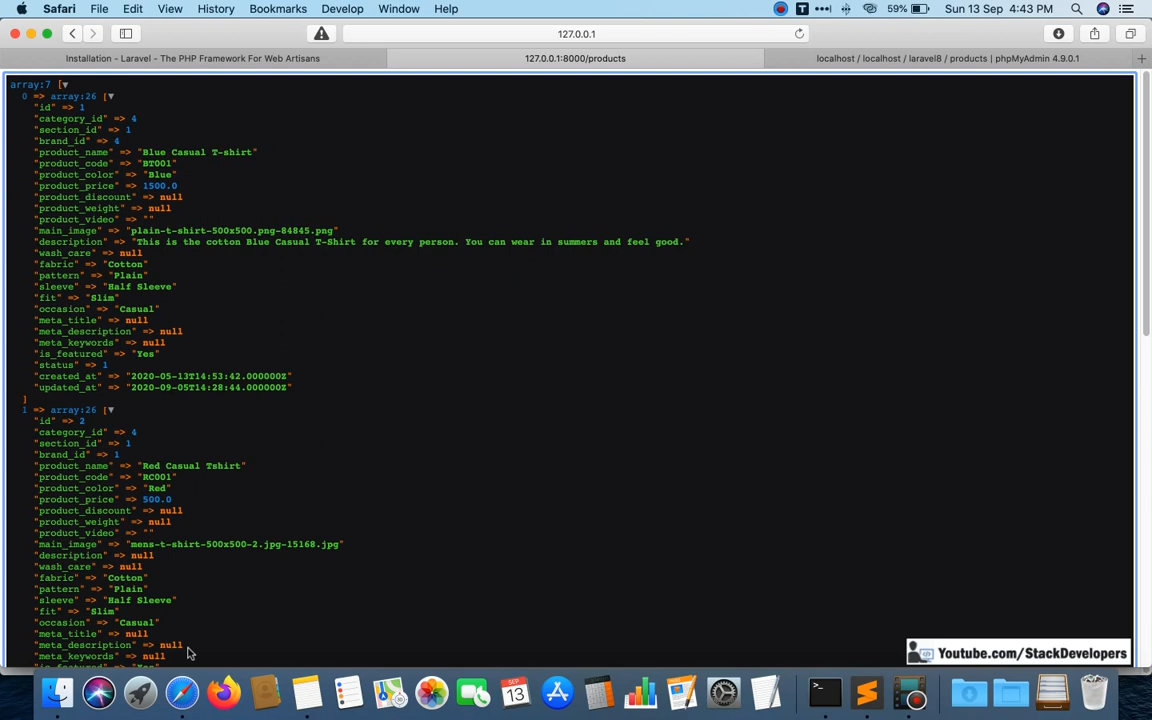 Safari File Edit View History Bookmarks Develop Window Help 59% Sun 13 Sep 4:43 PM
127.0.0.1
Installation - Laravel - The PHP Framework For Web Artisans 127.0.0.1:8000/products localhost / localhost / laravel8 / products | phpMyAdmin 4.9.0.1
array:7 [▼
0 => array:26 [▼
"id" => 1
"category_id" => 4
"section_id" => 1
"brand_id" => 4
"product_name" => "Blue Casual T-shirt"
"product_code" => "BT001"
"product_color" => "Blue"
"product_price" => 1500.0
"product_discount" => null
"product_weight" => null
"product_video" => ""
"main_image" => "plain-t-shirt-500x500.png-84845.png"
"description" => "This is the cotton Blue Casual T-Shirt for every person. You can wear in summers and feel good."
"wash_care" => null
"fabric" => "Cotton"
"pattern" => "Plain"
"sleeve" => "Half Sleeve"
"fit" => "Slim"
"occasion" => "Casual"
"meta_title" => null
"meta_description" => null
"meta_keywords" => null
"is_featured" => "Yes"
"status" => 1
"created_at" => "2020-05-13T14:53:42.000000Z"
"updated_at" => "2020-09-05T14:28:44.000000Z"
]
1 => array:26 [▼
"id" => 2
"category_id" => 4
"section_id" => 1
"brand_id" => 1
"product_name" => "Red Casual Tshirt"
"product_code" => "RC001"
"product_color" => "Red"
"product_price" => 500.0
"product_discount" => null
"product_weight" => null
"product_video" => ""
"main_image" => "mens-t-shirt-500x500-2.jpg-15168.jpg"
"description" => null
"wash_care" => null
"fabric" => "Cotton"
"pattern" => "Plain"
"sleeve" => "Half Sleeve"
"fit" => "Slim"
"occasion" => "Casual"
"meta_title" => null
"meta_description" => null
"meta_keywords" => null
"is_featured" => "Yes"
Youtube.com/StackDevelopers
SEP
13